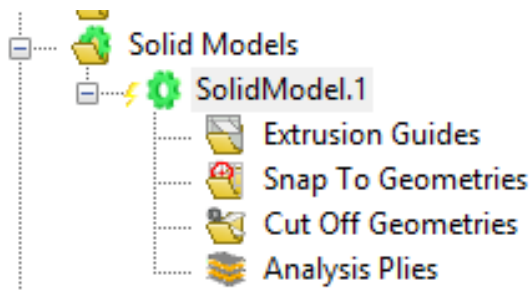 Solid Models
SolidModel.1
Extrusion Guides
Snap To Geometries
Cut Off Geometries
Analysis Plies